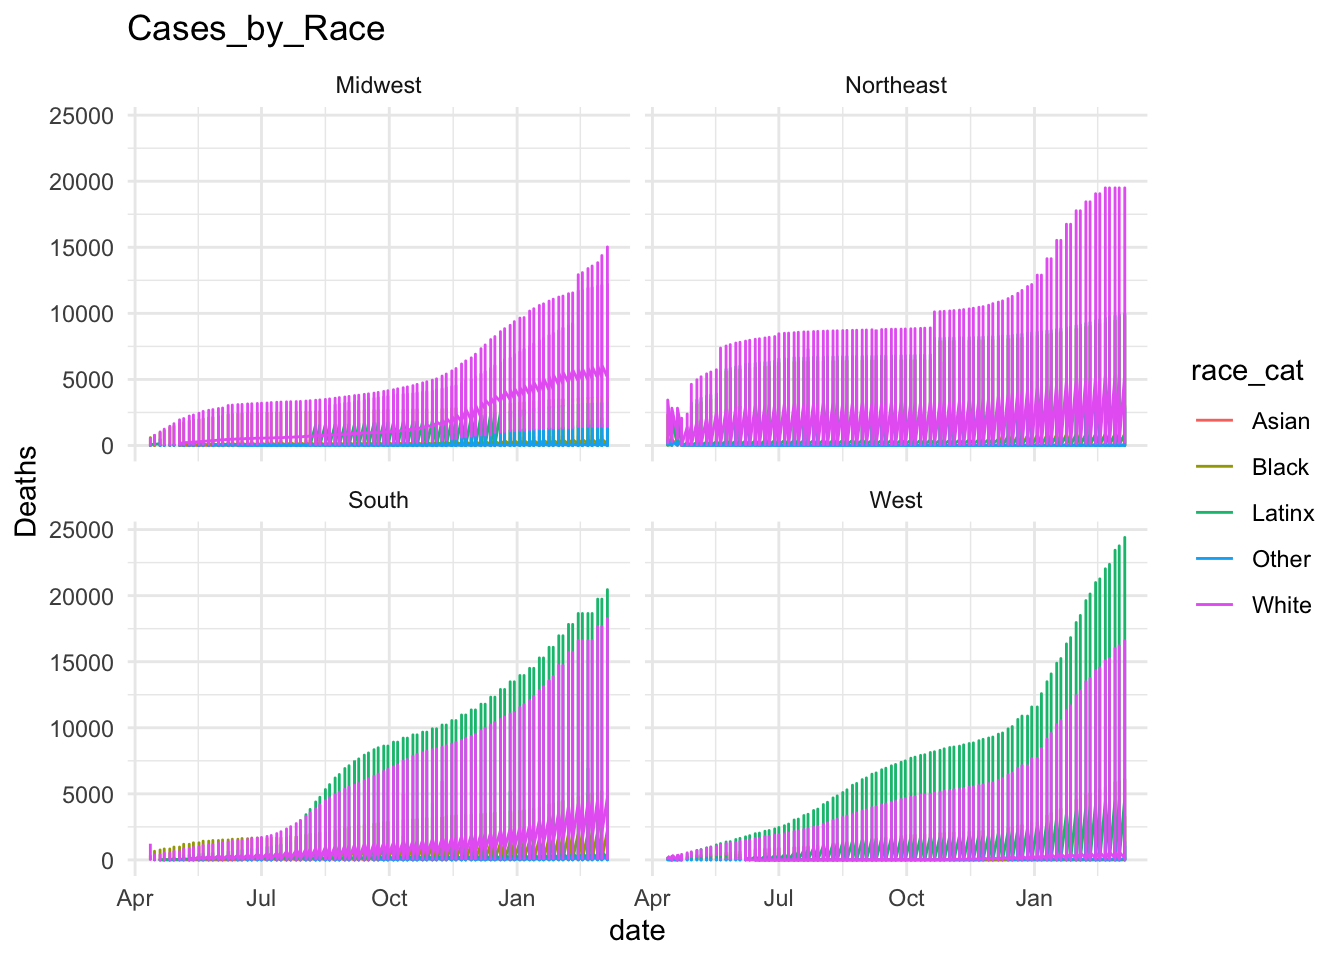 Cases_by_Race
Midwest
Northeast
25000
20000
15000
10000
5000
0
South
West
25000
20000
15000
10000
5000
0
Apr
Jul
Oct
Jan
Apr
Jul
Oct
Jan
date
Deaths
race_cat
Asian
Black
Latinx
Other
White